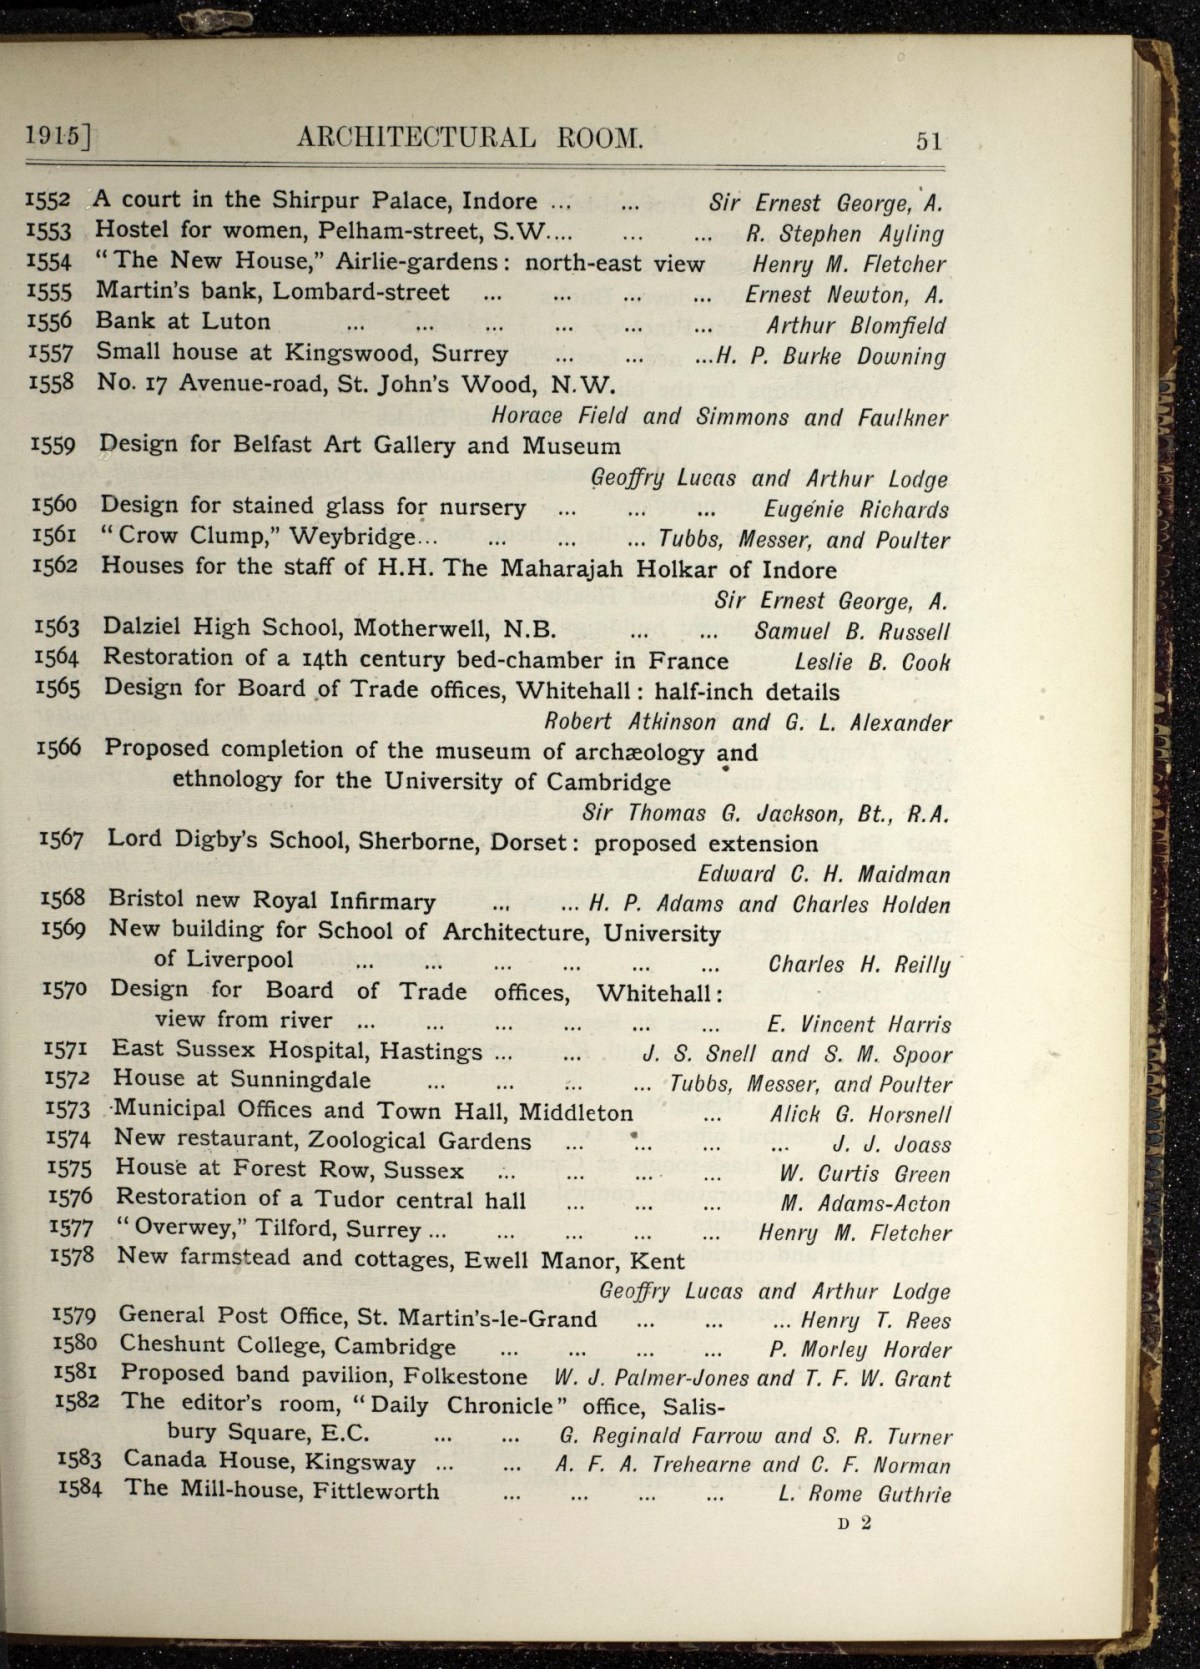 1915] ARCHITECTURAL ROOM. 51
1552 A court in the Shirpur Palace, Indore ... ... Sir Ernest George, A.
1553 Hostel for women, Pelham-street, S.W.... ... ... R. Stephen Ayling
1554 "The New House," Airlie-gardens: north-east view Henry M. Fletcher
1555 Martin's bank, Lombard-street ... ... ... ... Ernest Newton, A.
1556 Bank at Luton ... ... ... ... ... ... Arthur Blomfield
1557 Small house at Kingswood, Surrey ... ... ...H. P. Burke Downing
1558 No. 17 Avenue-road, St. John's Wood, N.W.
Horace Field and Simmons and Faulkner
1559 Design for Belfast Art Gallery and Museum
Geoffry Lucas and Arthur Lodge
1560 Design for stained glass for nursery ... ... ... Eugénie Richards
1561 "Crow Clump," Weybridge... ... ... ... Tubbs, Messer, and Poulter
1562 Houses for the staff of H.H. The Maharajah Holkar of Indore
Sir Ernest George, A.
1563 Dalziel High School, Motherwell, N.B. ... ... Samuel B. Russell
1564 Restoration of a 14th century bed-chamber in France Leslie B. Cook
1565 Design for Board of Trade offices, Whitehall: half-inch details
Robert Atkinson and G. L. Alexander
1566 Proposed completion of the museum of archæology and
ethnology for the University of Cambridge
Sir Thomas G. Jackson, Bt., R.A.
1567 Lord Digby's School, Sherborne, Dorset: proposed extension
Edward C. H. Maidman
1568 Bristol new Royal Infirmary ... ... H. P. Adams and Charles Holden
1569 New building for School of Architecture, University
of Liverpool ... ... ... ... ... ... Charles H. Reilly
1570 Design for Board of Trade offices, Whitehall:
view from river ... ... ... ... ... ... E. Vincent Harris
1571 East Sussex Hospital, Hastings ... ... J. S. Snell and S. M. Spoor
1572 House at Sunningdale ... ... ... ... Tubbs, Messer, and Poulter
1573 Municipal Offices and Town Hall, Middleton ... Alick G. Horsnell
1574 New restaurant, Zoological Gardens ... ... ... ... J. J. Joass
1575 House at Forest Row, Sussex ... ... ... ... W. Curtis Green
1576 Restoration of a Tudor central hall ... ... ... M. Adams-Acton
1577 "Overwey," Tilford, Surrey ... ... ... ... ... Henry M. Fletcher
1578 New farmstead and cottages, Ewell Manor, Kent
Geoffry Lucas and Arthur Lodge
1579 General Post Office, St. Martin's-le-Grand ... ... ... Henry T. Rees
1580 Cheshunt College, Cambridge ... ... ... ... P. Morley Horder
1581 Proposed band pavilion, Folkestone W. J. Palmer-Jones and T. F. W. Grant
1582 The editor's room, "Daily Chronicle" office, Salis-
bury Square, E.C. ... ... G. Reginald Farrow and S. R. Turner
1583 Canada House, Kingsway ... ... A. F. A. Trehearne and C. F. Norman
1584 The Mill-house, Fittleworth ... ... ... ... L. Rome Guthrie
D 2